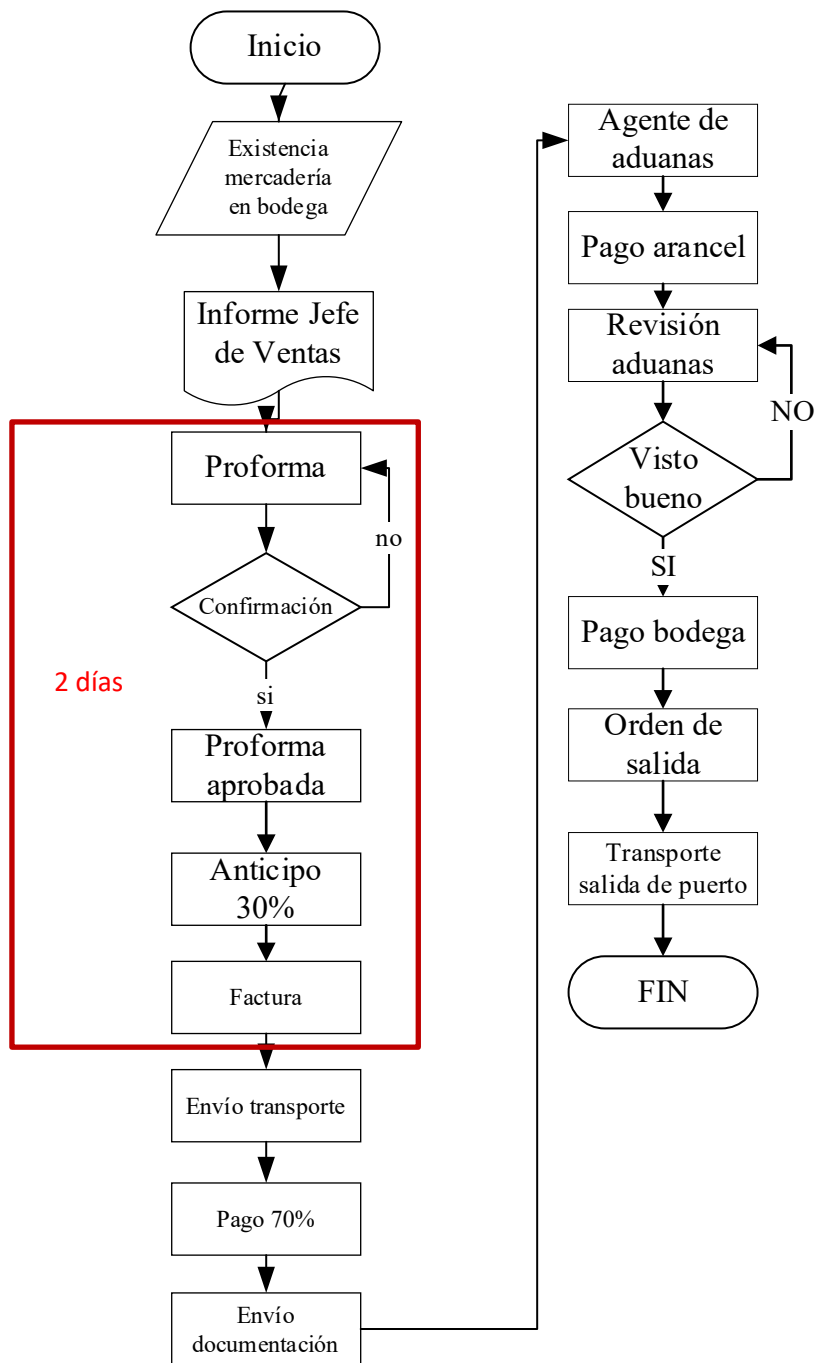 Inicio
Existencia
mercadería
en bodega
Informe Jefe
de Ventas
Proforma
no
Confirmación
2 días
si
Proforma
aprobada
Anticipo
30%
Factura
Envío transporte
Pago 70%
Envío
documentación
Agente de
aduanas
Pago arancel
Revisión
aduanas
NO
Visto
bueno
SI
Pago bodega
Orden de
salida
Transporte
salida de puerto
FIN